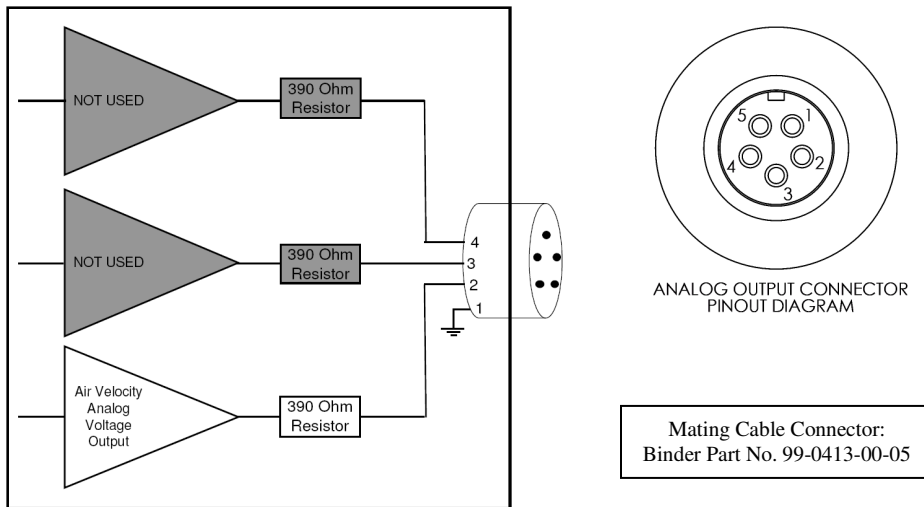 NOT USED
390 Ohm
Resistor
NOT USED
390 Ohm
Resistor
Air Velocity
Analog
Voltage
Output
390 Ohm
Resistor
4
3
2
1
5
1
4
2
3
ANALOG OUTPUT CONNECTOR
PINOUT DIAGRAM
Mating Cable Connector:
Binder Part No. 99-0413-00-05